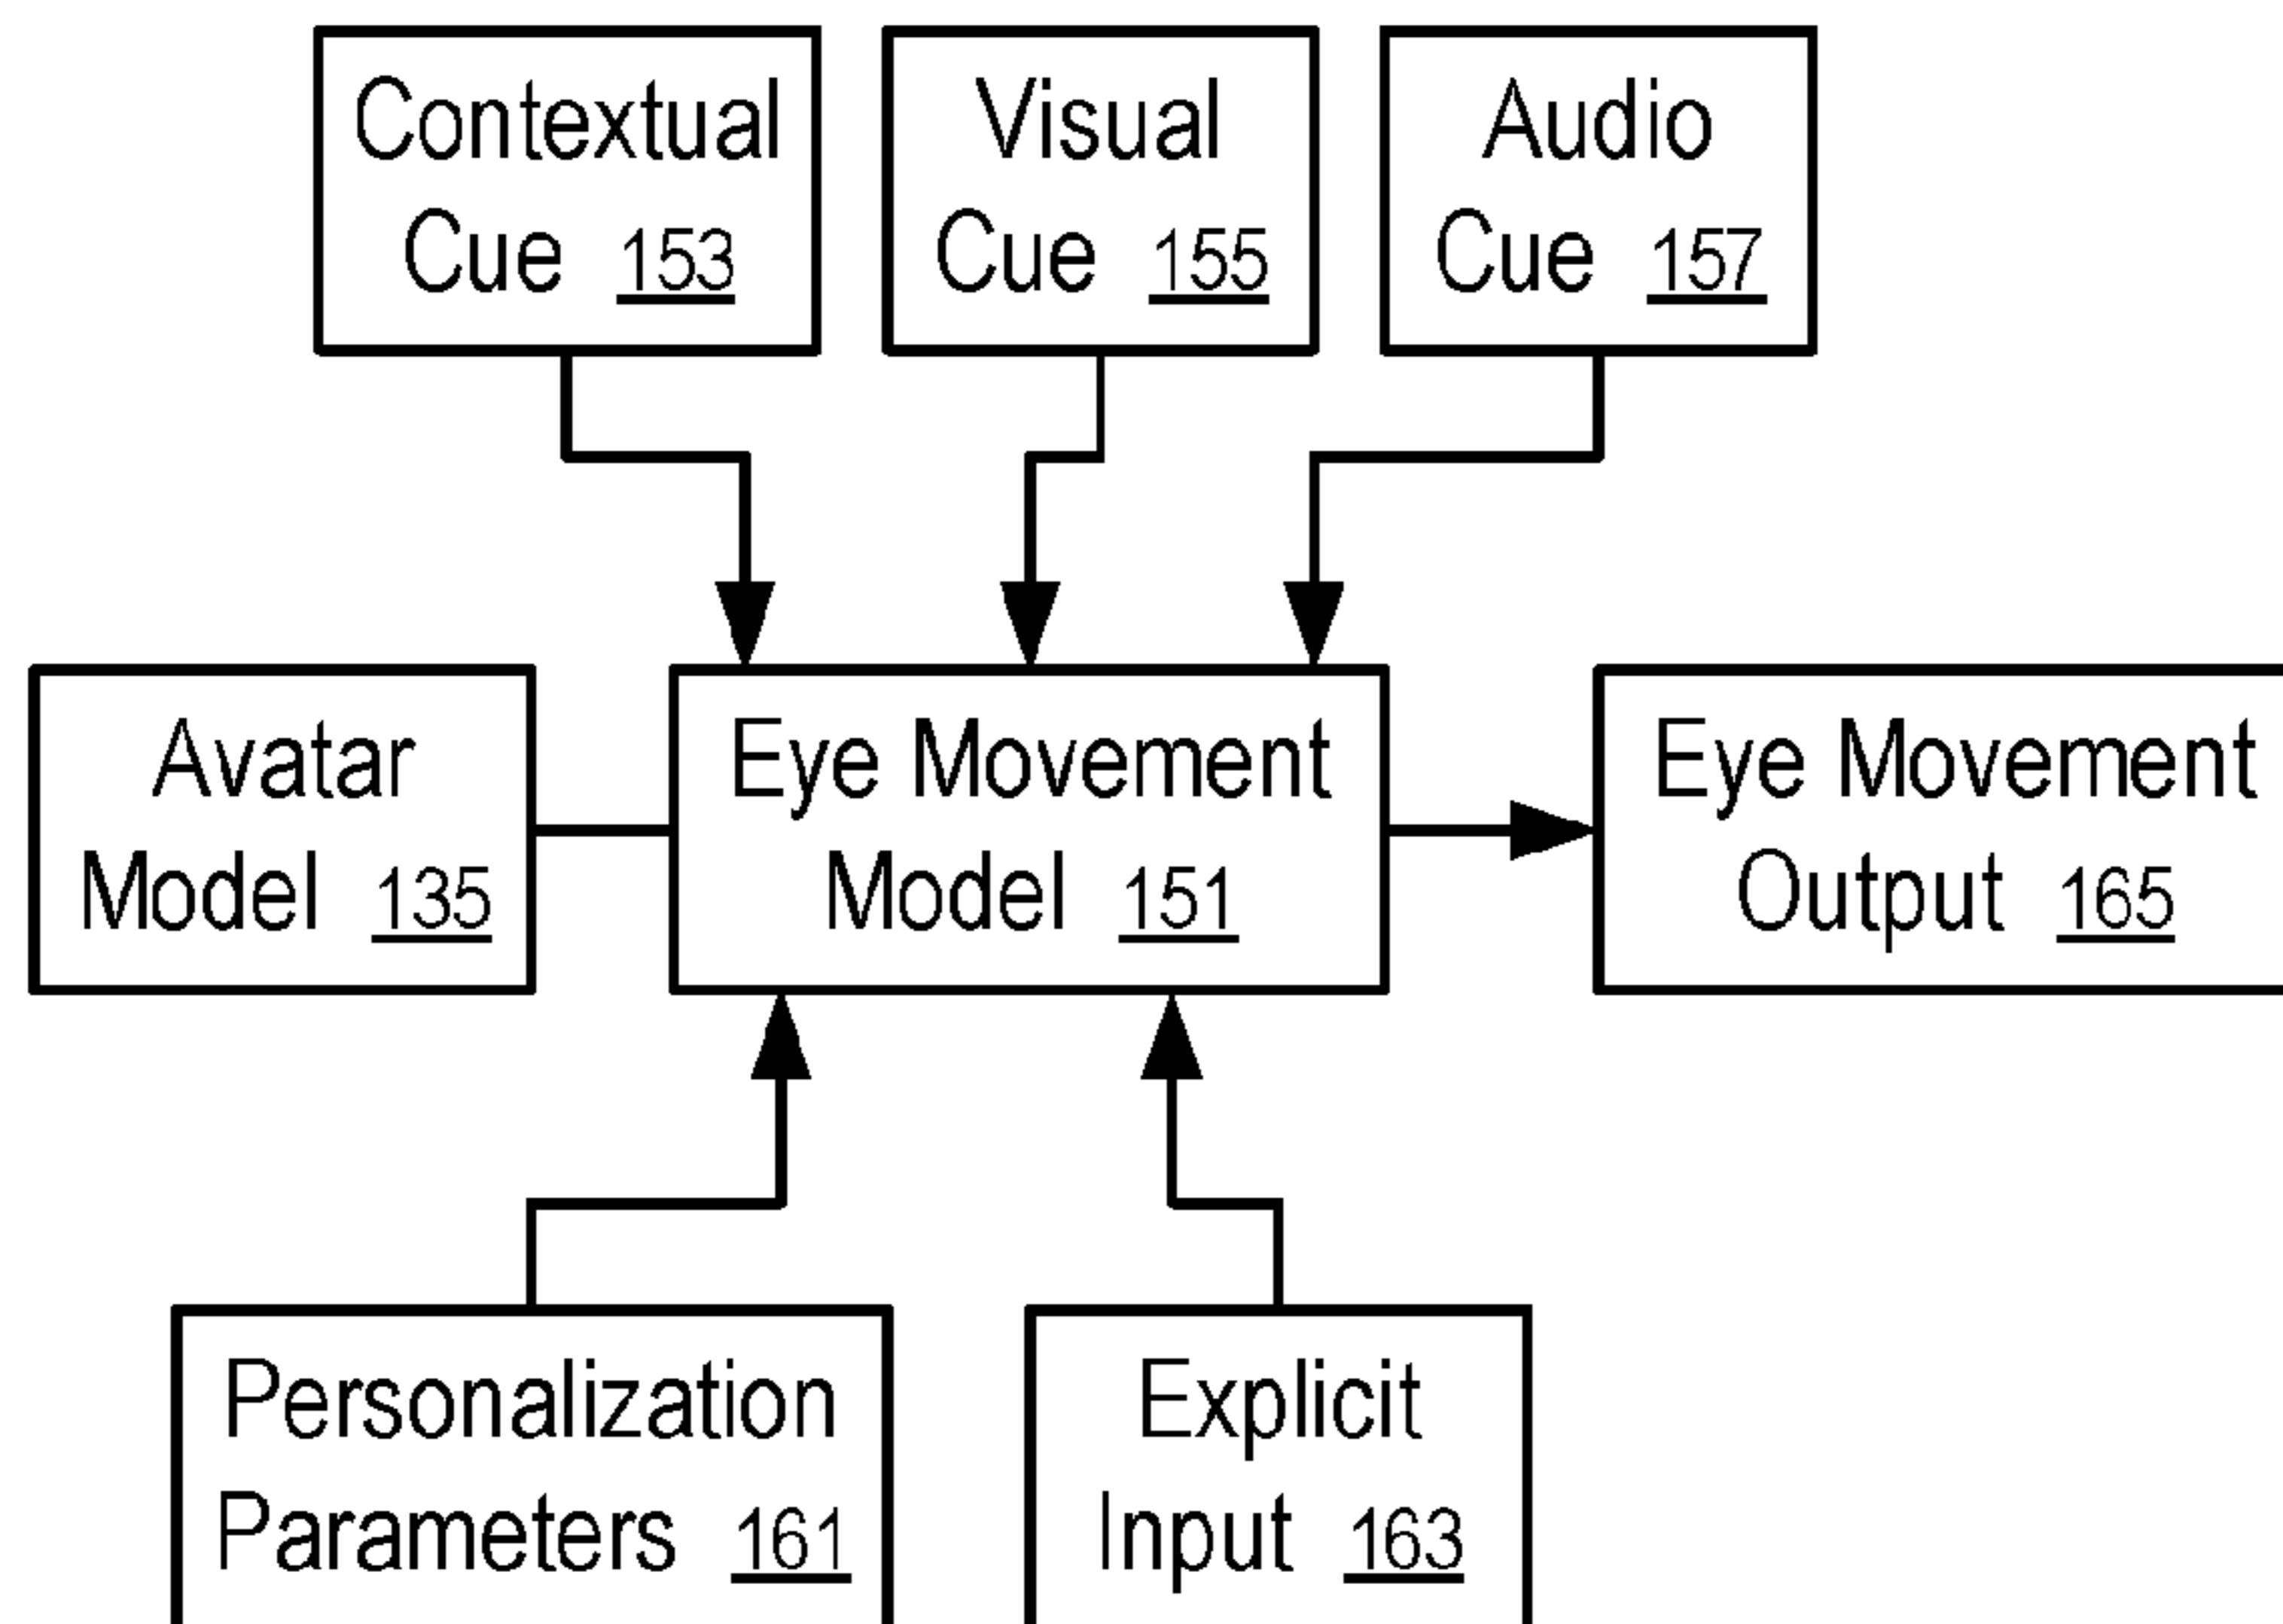 Contextual
Cue 153
Visual
Cue 155
Audio
Cue 157
Avatar
Model 135
Eye Movement
Model 151
Eye Movement
Output 165
Personalization
Parameters 161
Explicit
Input 163